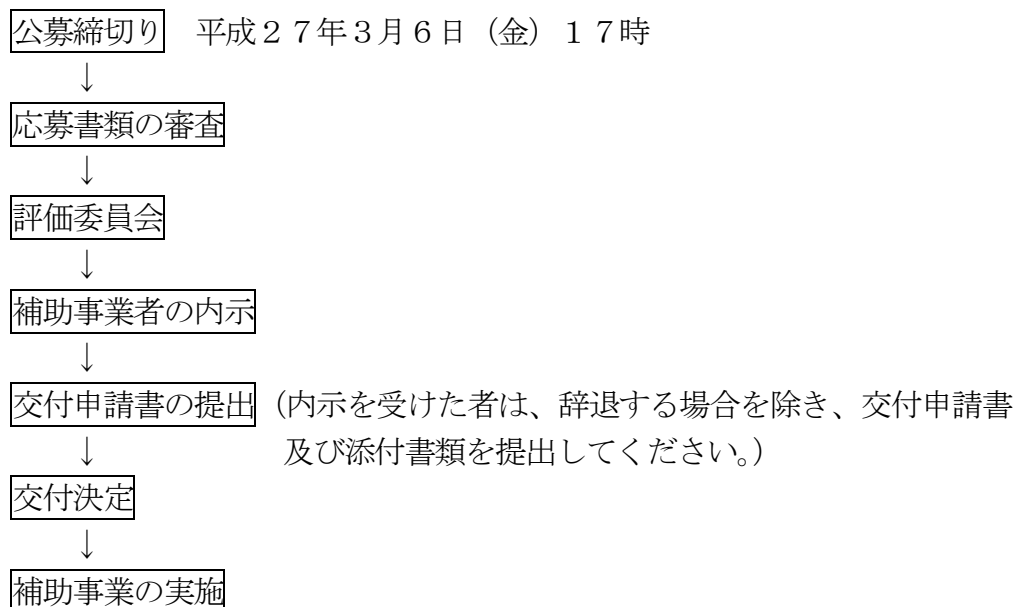 公募締切り　平成２７年３月６日（金）１７時
↓
応募書類の審査
↓
評価委員会
↓
補助事業者の内示
↓
交付申請書の提出（内示を受けた者は、辞退する場合を除き、交付申請書
↓　及び添付書類を提出してください。）
交付決定
↓
補助事業の実施